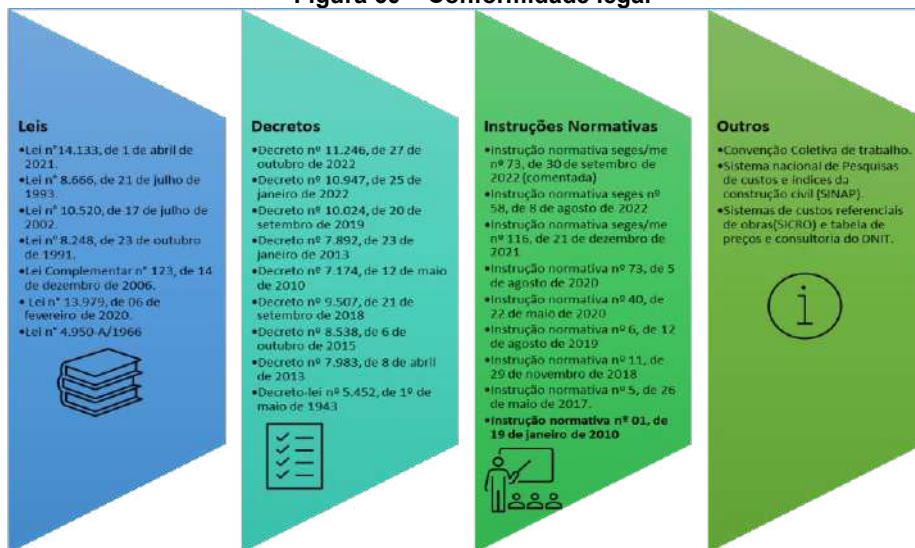 Leis
•Lei n°14.133, de 1 de abril de
2021.
•Lei n° 8.666, de 21 de julho de
1993.
•Lei n° 10.520, de 17 de julho de
2002.
•Lei n° 8.248, de 23 de outubro
de 1991.
•Lei Complementar n° 123, de 14
de dezembro de 2006.
• Lei n° 13.979, de 06 de
fevereiro de 2020.
•Lei n° 4.950-A/1966
Decretos
•Decreto nº 11.246, de 27 de
outubro de 2022
•Decreto nº 10.947, de 25 de
janeiro de 2022
•Decreto nº 10.024, de 20 de
setembro de 2019
•Decreto nº 7.892, de 23 de
janeiro de 2013
•Decreto nº 7.174, de 12 de maio
de 2010
•Decreto nº 9.507, de 21 de
setembro de 2018
•Decreto nº 8.538, de 6 de
outubro de 2015
•Decreto nº 7.983, de 8 de abril
de 2013
•Decreto-lei nº 5.452, de 1º de
maio de 1943
Instruções Normativas
•Instrução normativa seges/me
nº 73, de 30 de setembro de
2022 (comentada)
•Instrução normativa seges nº
58, de 8 de agosto de 2022
•Instrução normativa seges/me
nº 116, de 21 de dezembro de
2021
•Instrução normativa nº 73, de 5
de agosto de 2020
•Instrução normativa nº 40, de
22 de maio de 2020
•Instrução normativa nº 6, de 12
de agosto de 2019
•Instrução normativa nº 11, de
29 de novembro de 2018
•Instrução normativa nº 5, de 26
de maio de 2017.
•Instrução normativa nº 01, de
19 de janeiro de 2010
Outros
•Convenção Coletiva de trabalho.
•Sistema nacional de Pesquisas
de custos e índices da
construção civil (SINAP).
•Sistemas de custos referenciais
de obras(SICRO) e tabela de
preços e consultoria do DNIT.